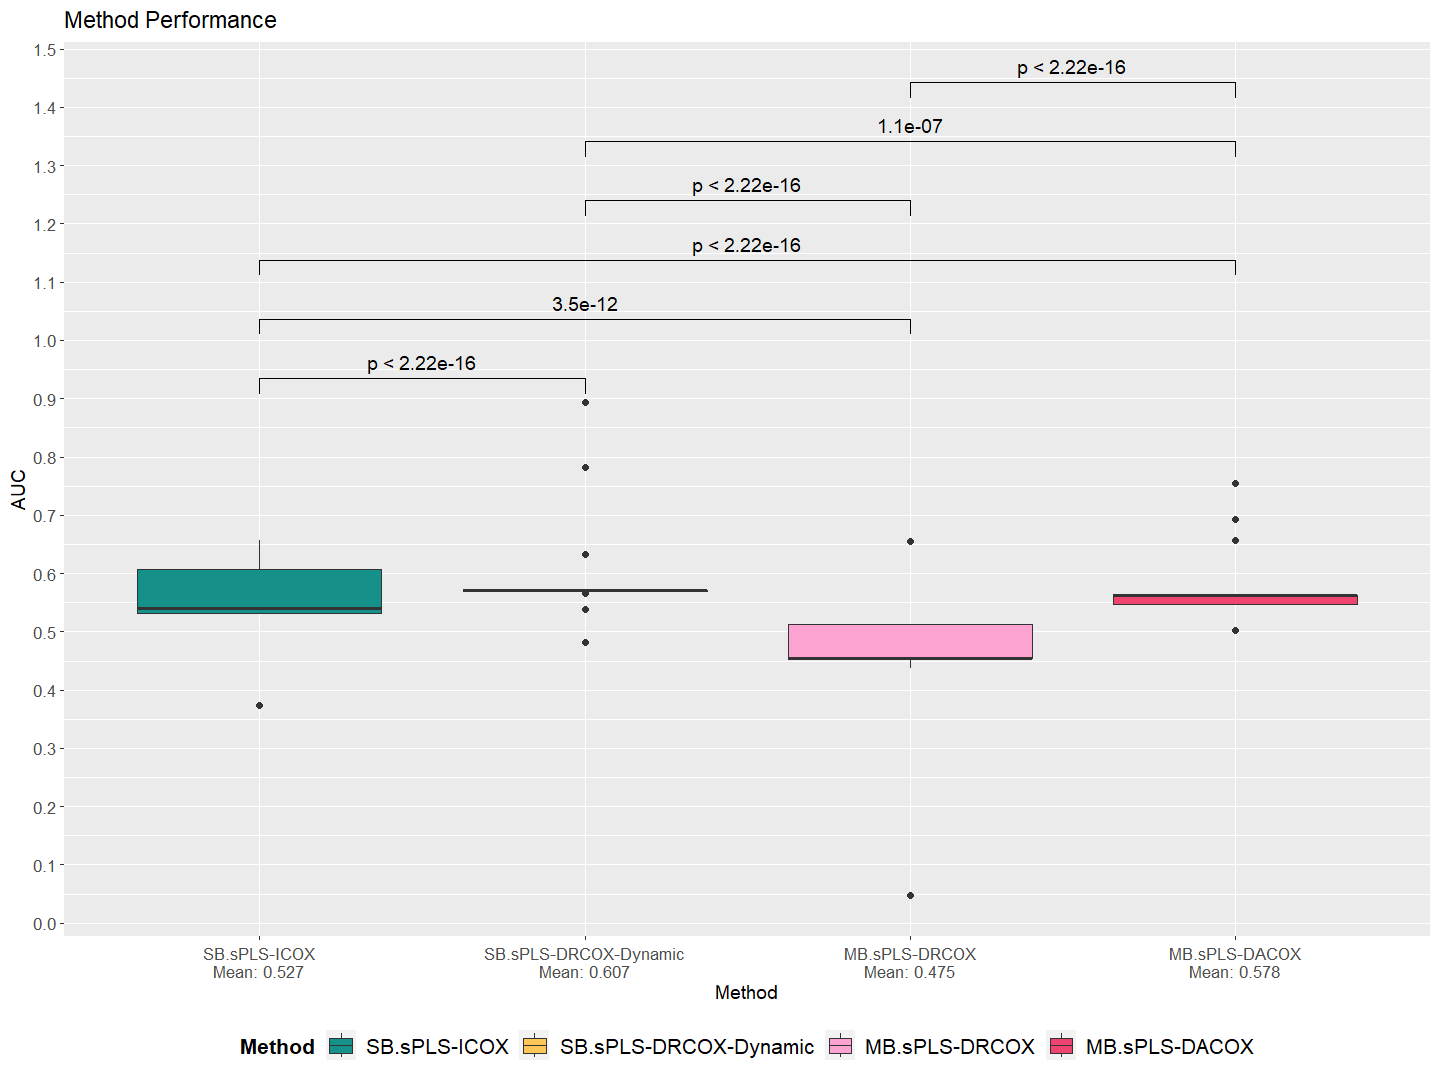 Method Performance
1.5
p < 2.22e-16
1.4
1.1e-07
1.3
p < 2.22e-16
1.2
p < 2.22e-16
1.1
3.5e-12
1.0
p < 2.22e-16
0.9
0.8
AUC
0.7
0.6
0.5
0.4
0.3
0.2
0.1
0.0
SB.sPLS-ICOX
Mean: 0.527
SB.sPLS-DRCOX-Dynamic
Mean: 0.607
MB.sPLS-DRCOX
Mean: 0.475
MB.sPLS-DACOX
Mean: 0.578
Method
Method SB.sPLS-ICOX SB.sPLS-DRCOX-Dynamic MB.sPLS-DRCOX MB.sPLS-DACOX